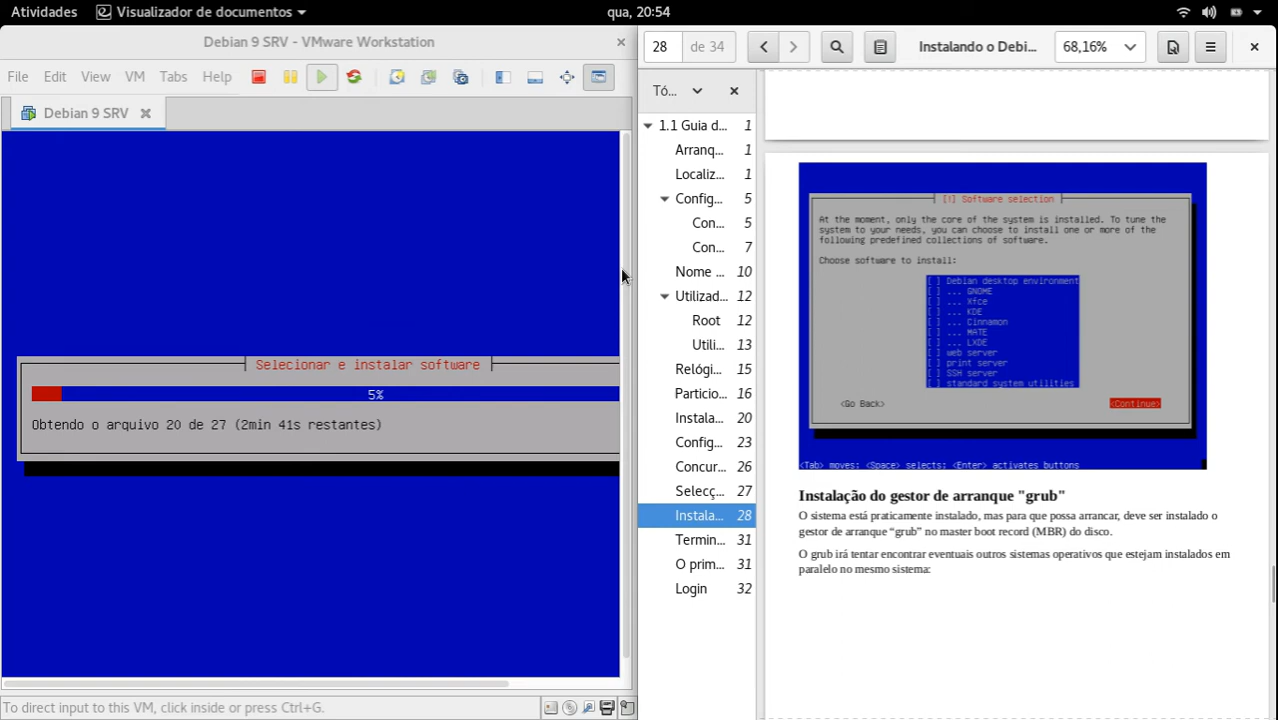 Atividades
Visualizador de documentos
qua, 20:54
Debian 9 SRV - VMware Workstation
File Edit View VM Tabs Help
Debian 9 SRV
Selecionar e instalar software
5%
Obtendo o arquivo 20 de 27 (2min 41s restantes)
To direct input to this VM, click inside or press Ctrl+G.
28 de 34
Instalando o Debi...
68,16%
Tó...
1.1 Guia d... 1
Arranq... 1
Localiz... 1
Config... 5
Con... 5
Con... 7
Nome ... 10
Utilizad... 12
Root 12
Utili... 13
Relógi... 15
Particio... 16
Instala... 20
Config... 23
Concur... 26
Selecç... 27
Instala... 28
Termin... 31
O prim... 31
Login 32
[!] Software selection
At the moment, only the core of the system is installed. To tune the
system to your needs, you can choose to install one or more of the
following predefined collections of software.
Choose software to install:
[ ] Debian desktop environment
[ ] ... GNOME
[ ] ... Xfce
[ ] ... KDE
[ ] ... Cinnamon
[ ] ... MATE
[ ] ... LXDE
[ ] web server
[ ] print server
[ ] SSH server
[ ] standard system utilities
<Go Back>
<Continue>
<Tab> moves; <Space> selects; <Enter> activates buttons
Instalação do gestor de arranque "grub"
O sistema está praticamente instalado, mas para que possa arrancar, deve ser instalado o
gestor de arranque “grub” no master boot record (MBR) do disco.
O grub irá tentar encontrar eventuais outros sistemas operativos que estejam instalados em
paralelo no mesmo sistema: